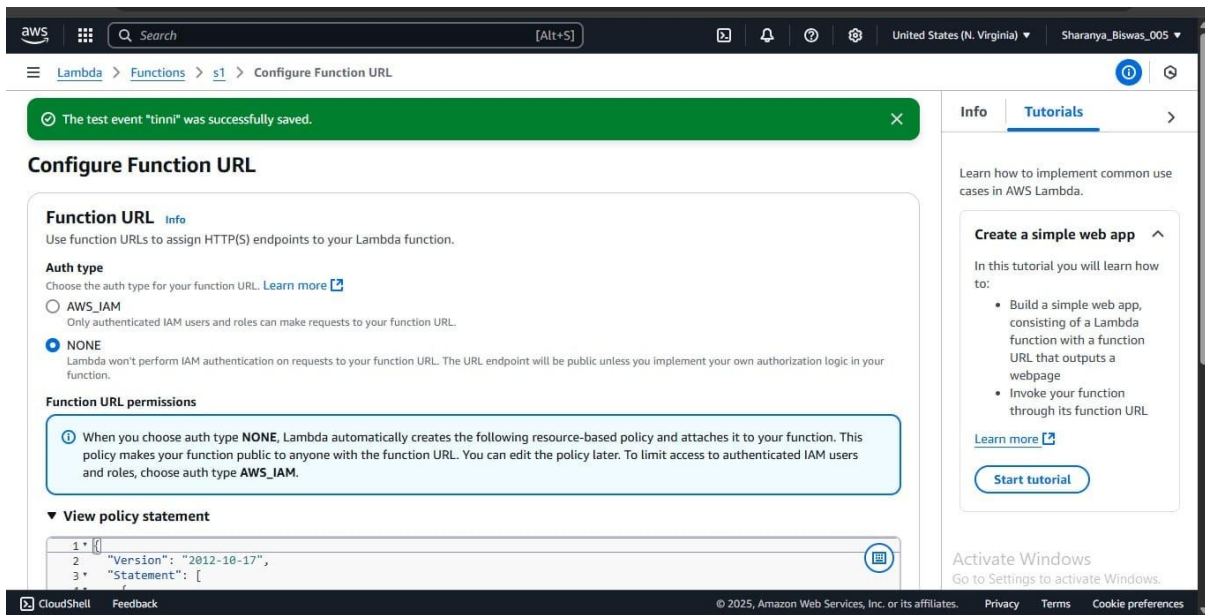 aws
Search [Alt+S]
United States (N. Virginia) ▼ Sharanya_Biswas_005 ▼
Lambda > Functions > s1 > Configure Function URL
The test event "tinni" was successfully saved.
Configure Function URL
Function URL Info
Use function URLs to assign HTTP(S) endpoints to your Lambda function.
Auth type
Choose the auth type for your function URL. Learn more
AWS_IAM
Only authenticated IAM users and roles can make requests to your function URL.
NONE
Lambda won't perform IAM authentication on requests to your function URL. The URL endpoint will be public unless you implement your own authorization logic in your
function.
Function URL permissions
When you choose auth type NONE, Lambda automatically creates the following resource-based policy and attaches it to your function. This
policy makes your function public to anyone with the function URL. You can edit the policy later. To limit access to authenticated IAM users
and roles, choose auth type AWS_IAM.
▼ View policy statement
1 {
2 "Version": "2012-10-17",
3 "Statement": [
Info Tutorials
Learn how to implement common use
cases in AWS Lambda.
Create a simple web app
In this tutorial you will learn how
to:
• Build a simple web app,
consisting of a Lambda
function with a function
URL that outputs a
webpage
• Invoke your function
through its function URL
Learn more
Start tutorial
Activate Windows
Go to Settings to activate Windows.
CloudShell Feedback
© 2025, Amazon Web Services, Inc. or its affiliates. Privacy Terms Cookie preferences